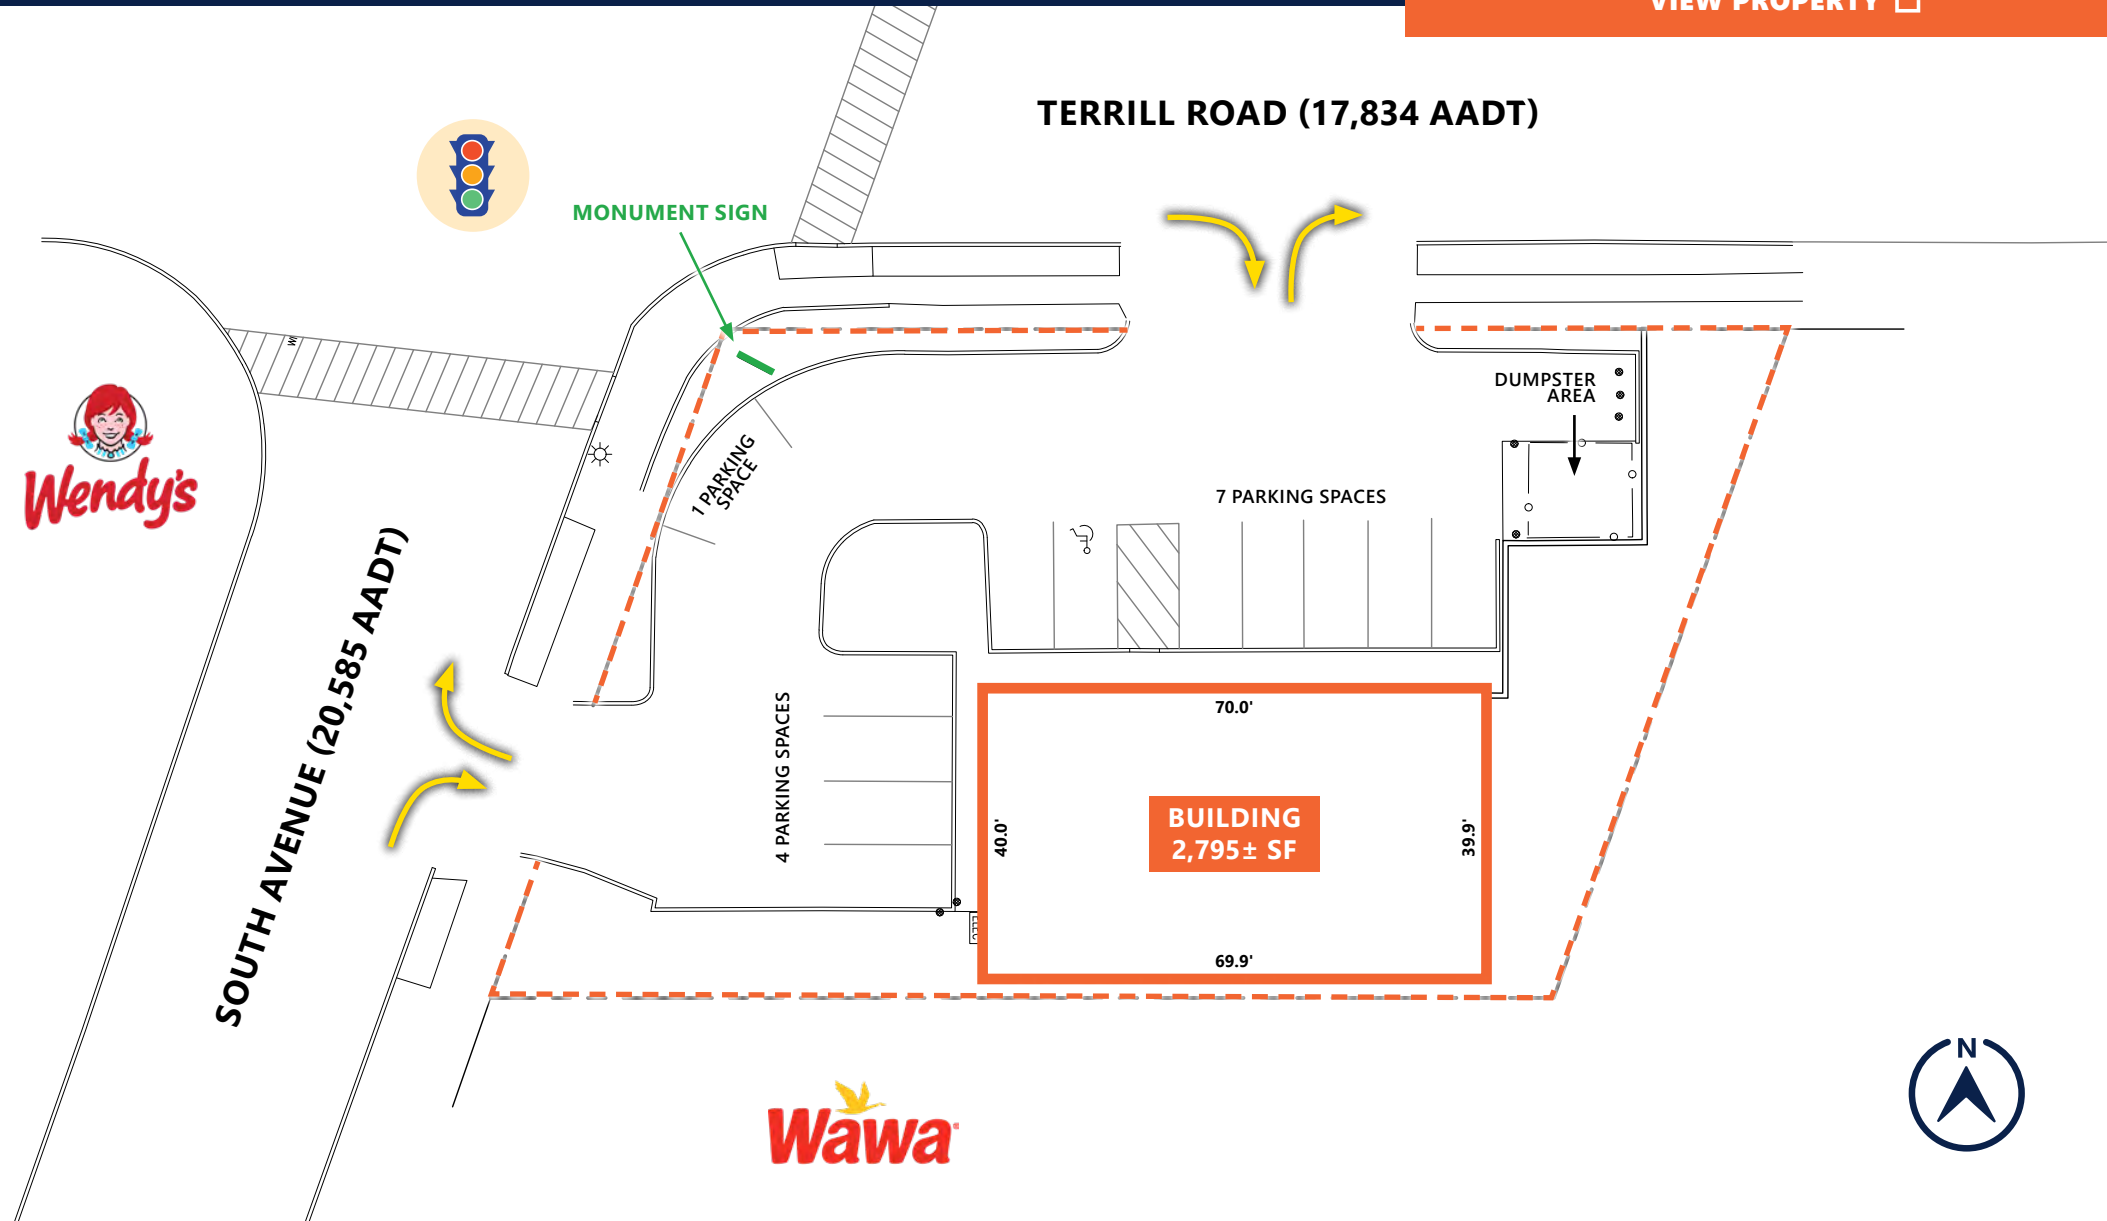 VIEW PROPERTY
TERRILL ROAD (17,834 AADT)
MONUMENT SIGN
DUMPSTER
AREA
Wendy's
1 PARKING
SPACE
7 PARKING SPACES
SOUTH AVENUE (20,585 AADT)
4 PARKING SPACES
70.0'
40.0'
BUILDING
2,795± SF
39.9'
69.9'
ELEC
N
Wawa